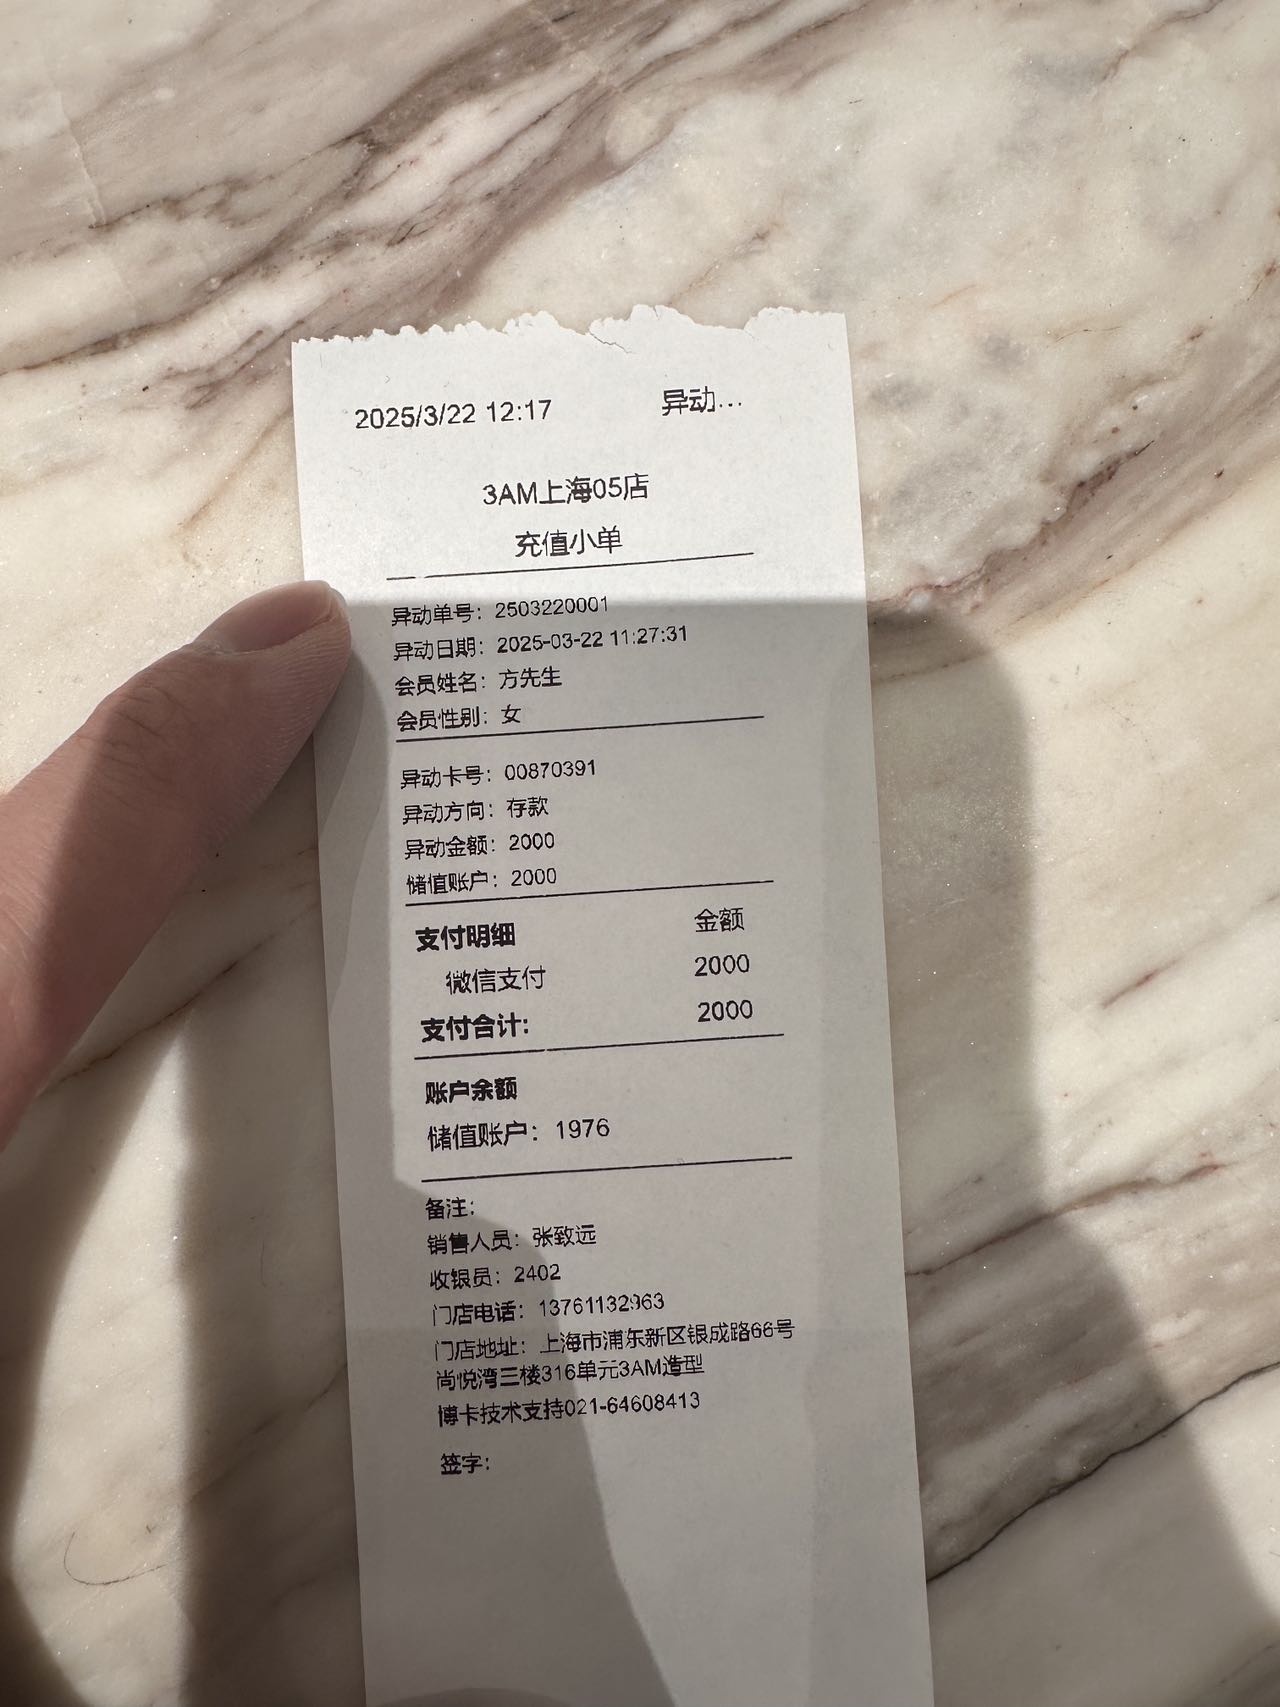 2025/3/22 12:17 异动...
3AM上海05店
充值小单
异动单号: 2503220001
异动日期: 2025-03-22 11:27:31
会员姓名: 方先生
会员性别: 女
异动卡号: 00870391
异动方向: 存款
异动金额: 2000
储值账户: 2000
支付明细 金额
微信支付 2000
支付合计: 2000
账户余额
储值账户: 1976
备注:
销售人员: 张致远
收银员: 2402
门店电话: 13761132963
门店地址: 上海市浦东新区银成路66号
尚悦湾三楼316单元3AM造型
博卡技术支持021-64608413
签字: